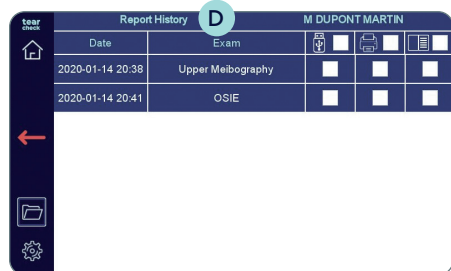 tear
check
Report History D M DUPONT MARTIN
Date Exam
2020-01-14 20:38 Upper Meibography
2020-01-14 20:41 OSIE